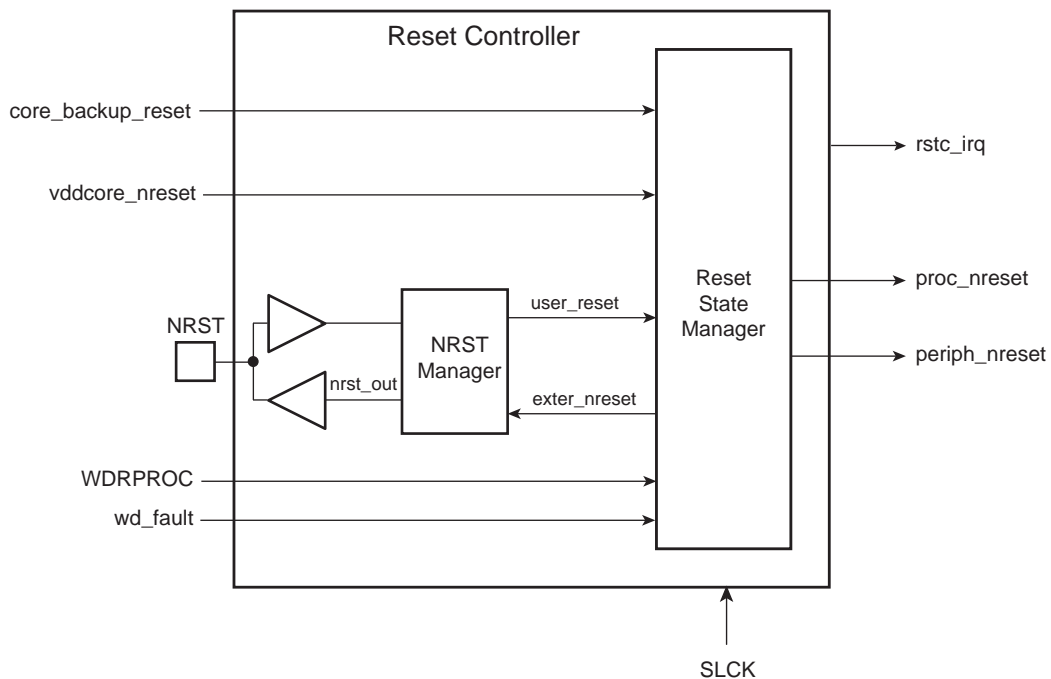 Reset Controller
core_backup_reset
rstc_irq
vddcore_nreset
Reset
State
Manager
proc_nreset
user_reset
NRST
NRST
Manager
periph_nreset
nrst_out
exter_nreset
WDRPROC
wd_fault
SLCK